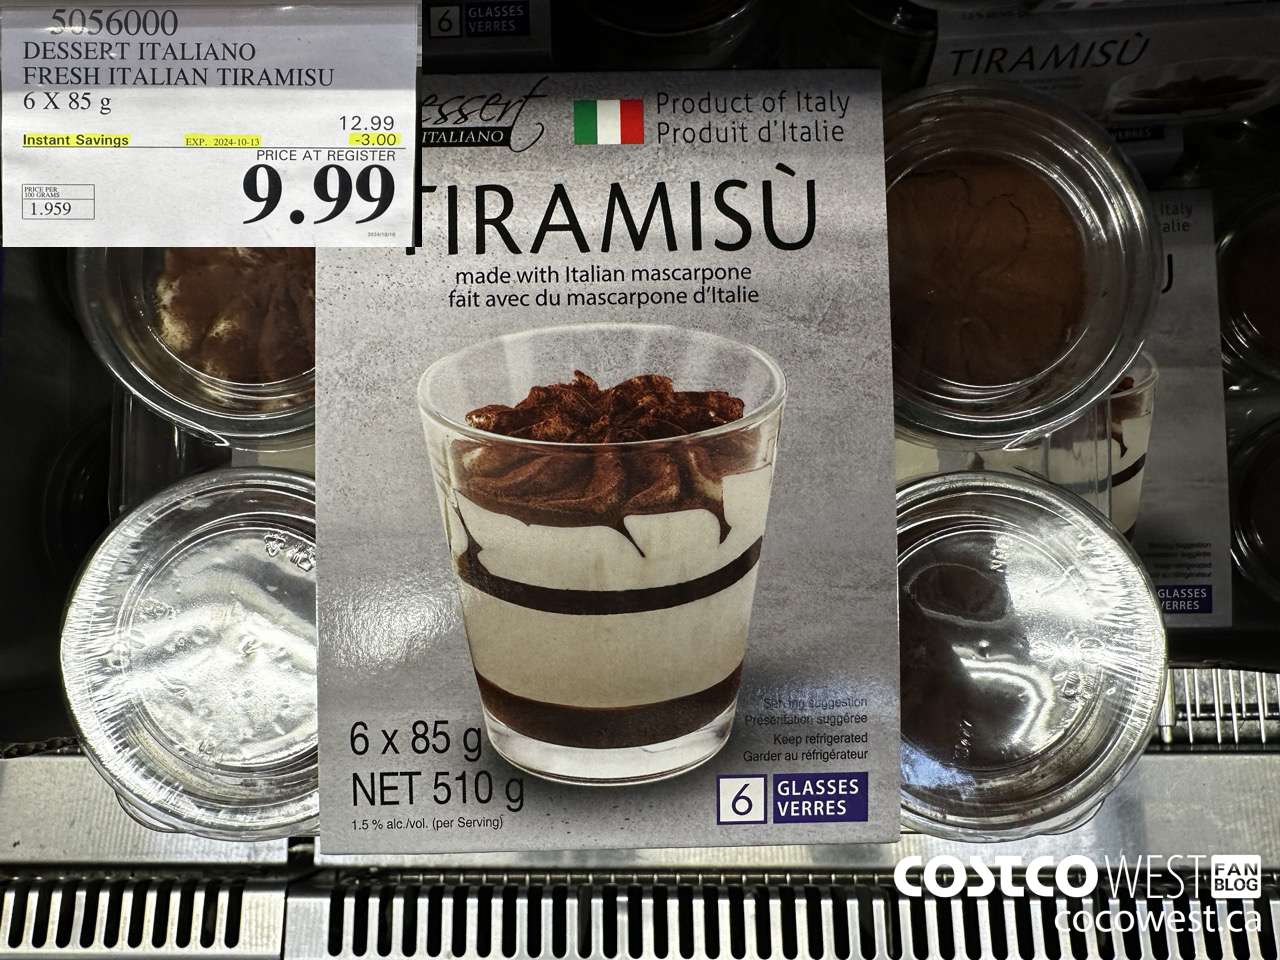 5056000
DESSERT ITALIANO
FRESH ITALIAN TIRAMISU
6 X 85 g
12.99
Instant Savings EXP. 2024-10-13 -3.00
PRICE AT REGISTER
9.99
PRICE PER
100 GRAMS
1.959
6 GLASSES
VERRES
TIRAMISÙ
essert
ITALIANO
Product of Italy
Produit d'Italie
TIRAMISÙ
made with Italian mascarpone
fait avec du mascarpone d'Italie
Italy
alie
Serving suggestion
Présentation suggérée
Keep refrigerated
Garder au réfrigérateur
6 x 85 g
NET 510 g
1.5 % alc./vol. (per Serving)
6 GLASSES
VERRES
GLASSES
VERRES
COSTCO WEST FAN
BLOG
cocowest.ca